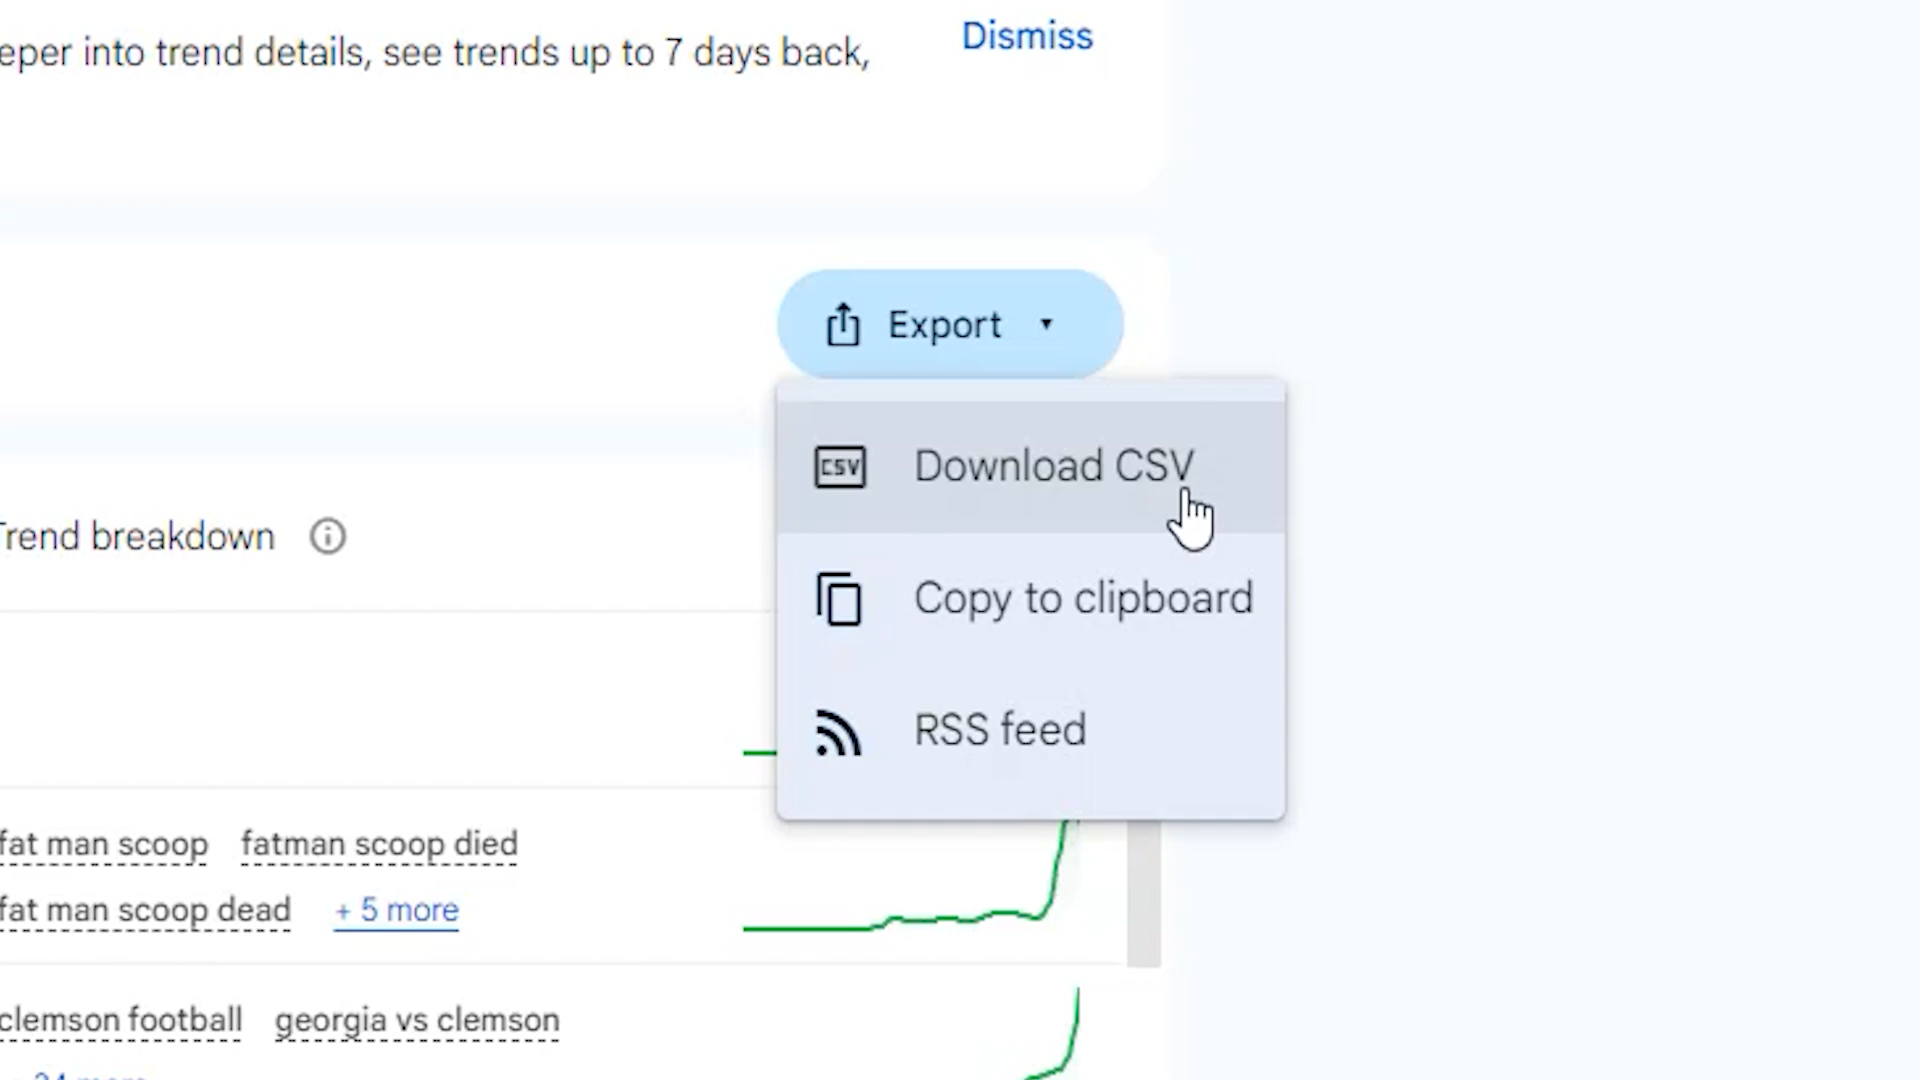 eper into trend details, see trends up to 7 days back,
Dismiss
Export
CSV Download CSV
Trend breakdown
Copy to clipboard
RSS feed
fat man scoop fatman scoop died
fat man scoop dead + 5 more
clemson football georgia vs clemson